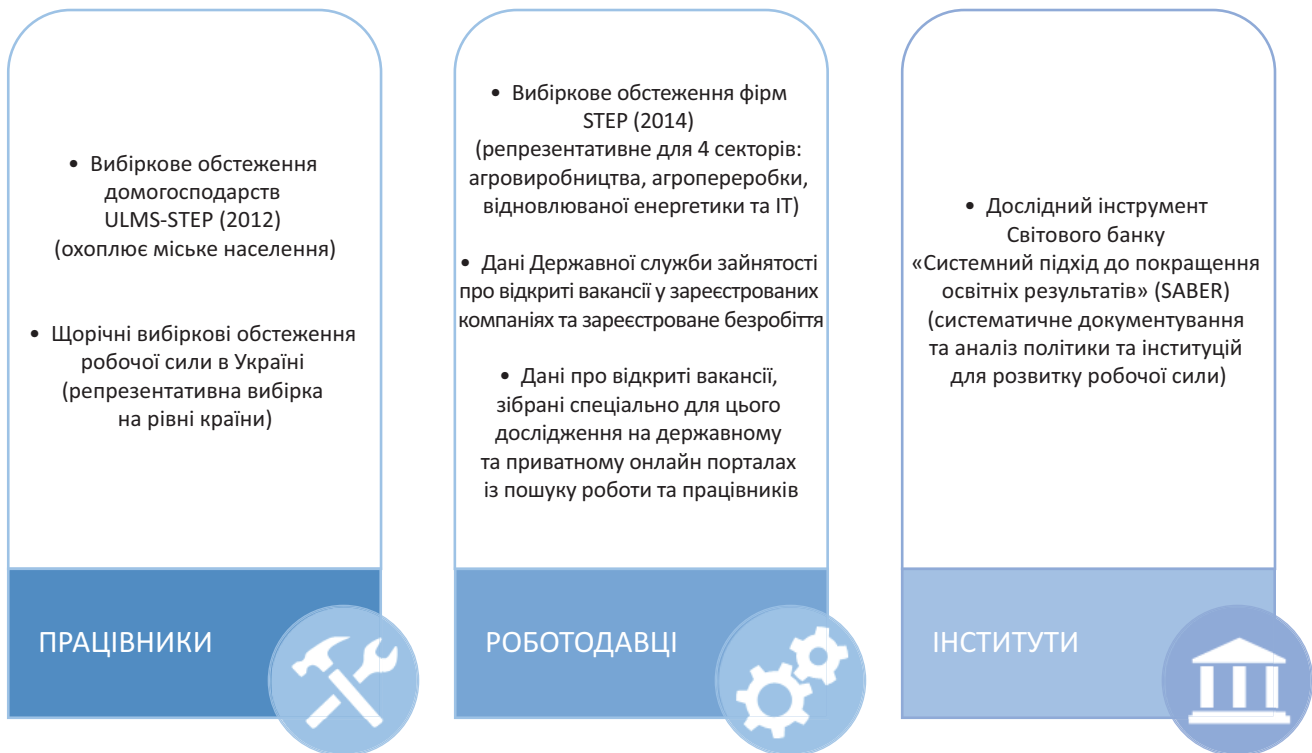 • Вибіркове обстеження
домогосподарств
ULMS-STEP (2012)
(охоплює міське населення)
• Щорічні вибіркові обстеження
робочої сили в Україні
(репрезентативна вибірка
на рівні країни)
ПРАЦІВНИКИ
• Вибіркове обстеження фірм
STEP (2014)
(репрезентативне для 4 секторів:
агровиробництва, агропереробки,
відновлюваної енергетики та ІТ)
• Дані Державної служби зайнятості
про відкриті вакансії у зареєстрованих
компаніях та зареєстроване безробіття
• Дані про відкриті вакансії,
зібрані спеціально для цього
дослідження на державному
та приватному онлайн порталах
із пошуку роботи та працівників
РОБОТОДАВЦІ
• Дослідний інструмент
Світового банку
«Системний підхід до покращення
освітніх результатів» (SABER)
(систематичне документування
та аналіз політики та інституцій
для розвитку робочої сили)
ІНСТИТУТИ